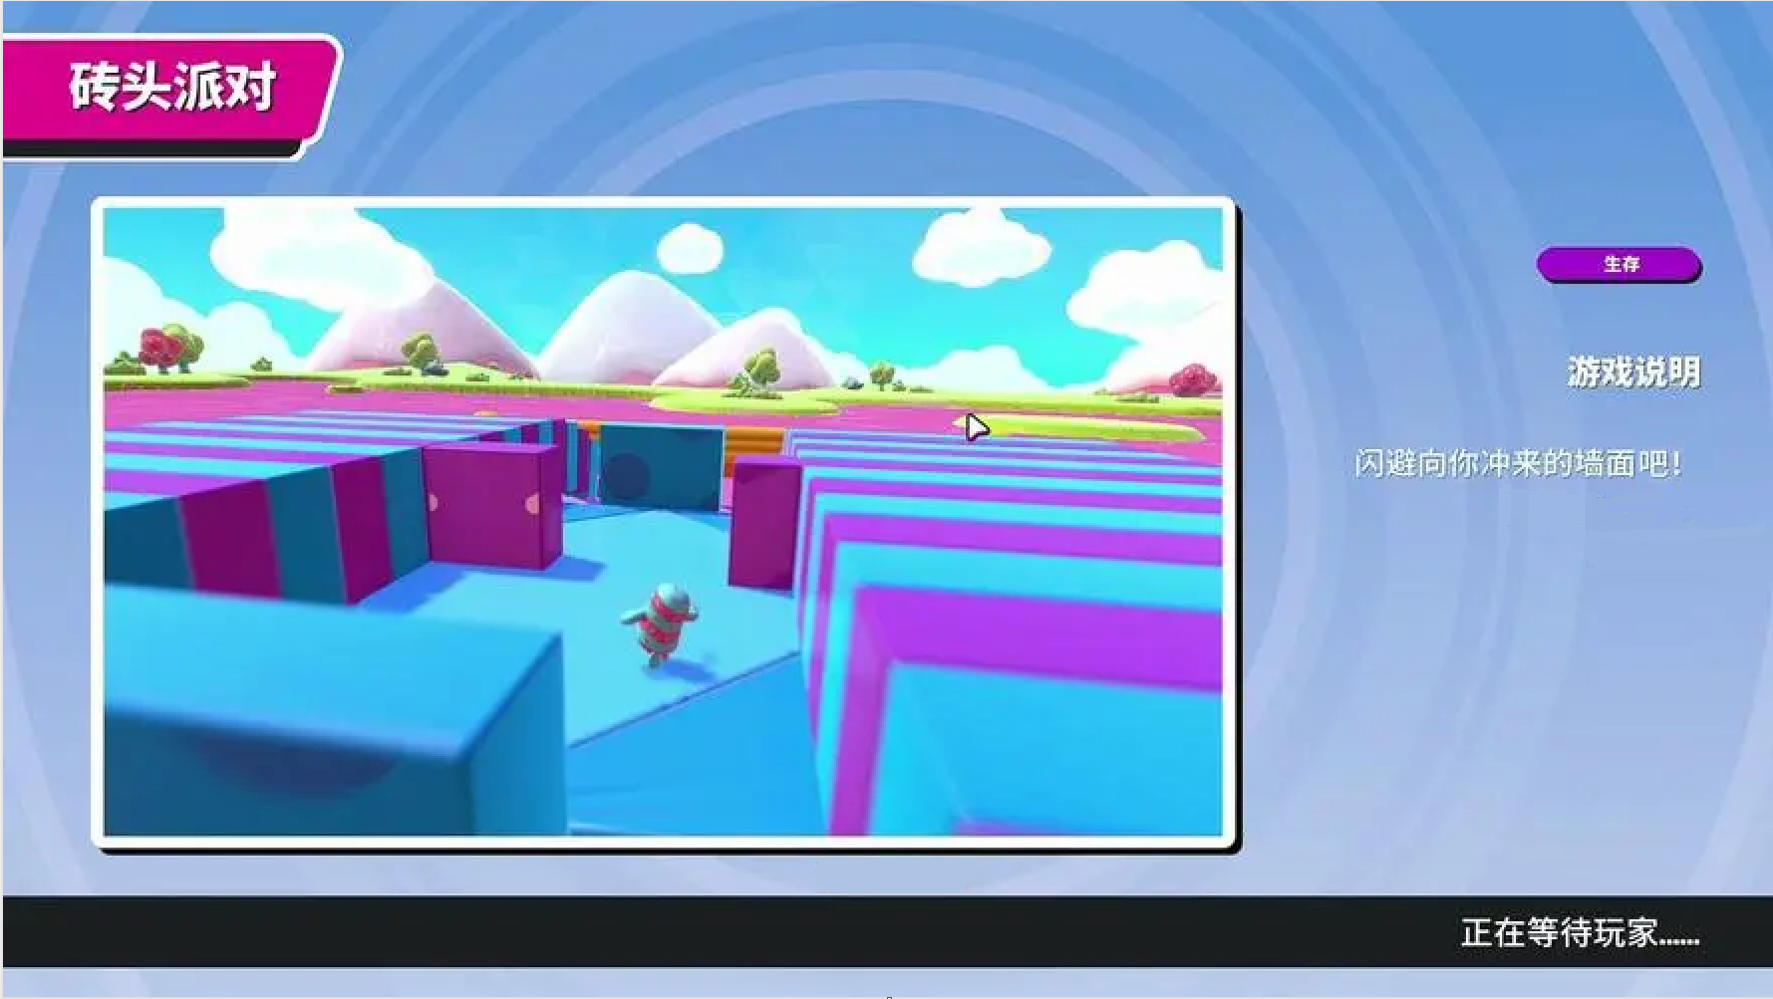 砖头派对
生存
游戏说明
闪避向你冲来的墙面吧!
正在等待玩家......